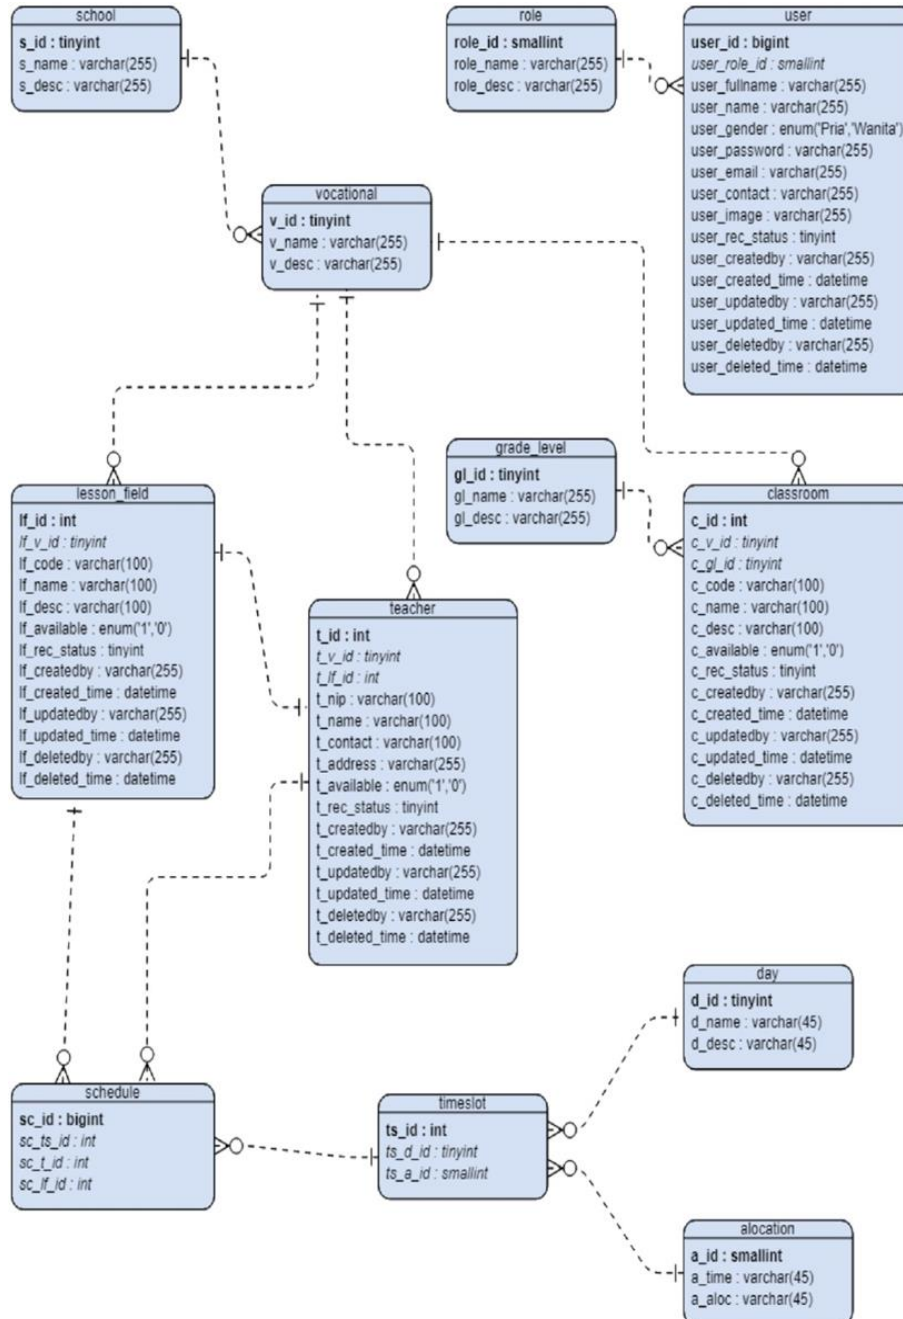 school
s_id : tinyint
s_name : varchar(255)
s_desc : varchar(255)
role
role_id : smallint
role_name : varchar(255)
role_desc : varchar(255)
user
user_id : bigint
user_role_id : smallint
user_fullname : varchar(255)
user_name : varchar(255)
user_gender : enum('Pria','Wanita')
user_password : varchar(255)
user_email : varchar(255)
user_contact : varchar(255)
user_image : varchar(255)
user_rec_status : tinyint
user_createdby : varchar(255)
user_created_time : datetime
user_updatedby : varchar(255)
user_updated_time : datetime
user_deletedby : varchar(255)
user_deleted_time : datetime
vocational
v_id : tinyint
v_name : varchar(255)
v_desc : varchar(255)
grade_level
gl_id : tinyint
gl_name : varchar(255)
gl_desc : varchar(255)
lesson_field
lf_id : int
lf_v_id : tinyint
lf_code : varchar(100)
lf_name : varchar(100)
lf_desc : varchar(100)
lf_available : enum('1','0')
lf_rec_status : tinyint
lf_createdby : varchar(255)
lf_created_time : datetime
lf_updatedby : varchar(255)
lf_updated_time : datetime
lf_deletedby : varchar(255)
lf_deleted_time : datetime
classroom
c_id : int
c_v_id : tinyint
c_gl_id : tinyint
c_code : varchar(100)
c_name : varchar(100)
c_desc : varchar(100)
c_available : enum('1','0')
c_rec_status : tinyint
c_createdby : varchar(255)
c_created_time : datetime
c_updatedby : varchar(255)
c_updated_time : datetime
c_deletedby : varchar(255)
c_deleted_time : datetime
teacher
t_id : int
t_v_id : tinyint
t_lf_id : int
t_nip : varchar(100)
t_name : varchar(100)
t_contact : varchar(100)
t_address : varchar(255)
t_available : enum('1','0')
t_rec_status : tinyint
t_createdby : varchar(255)
t_created_time : datetime
t_updatedby : varchar(255)
t_updated_time : datetime
t_deletedby : varchar(255)
t_deleted_time : datetime
day
d_id : tinyint
d_name : varchar(45)
d_desc : varchar(45)
schedule
sc_id : bigint
sc_ts_id : int
sc_t_id : int
sc_lf_id : int
timeslot
ts_id : int
ts_d_id : tinyint
ts_a_id : smallint
alocation
a_id : smallint
a_time : varchar(45)
a_aloc : varchar(45)